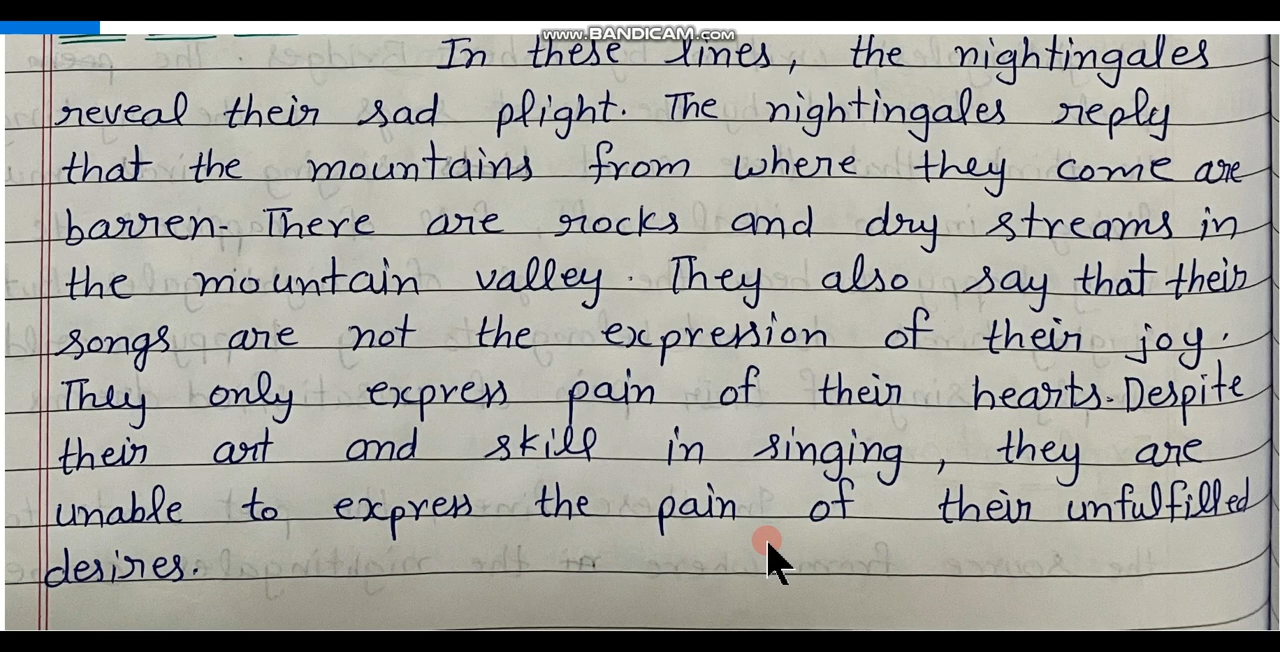 www.BANDICAM.com
In these lines, the nightingales
reveal their sad plight. The nightingales reply
that the mountains from where they come are
barren. There are rocks and dry streams in
the mountain valley. They also say that their
songs are not the expression of their joy.
They only express pain of their hearts. Despite
their art and skill in singing, they are
unable to express the pain of their unfulfilled
desires.